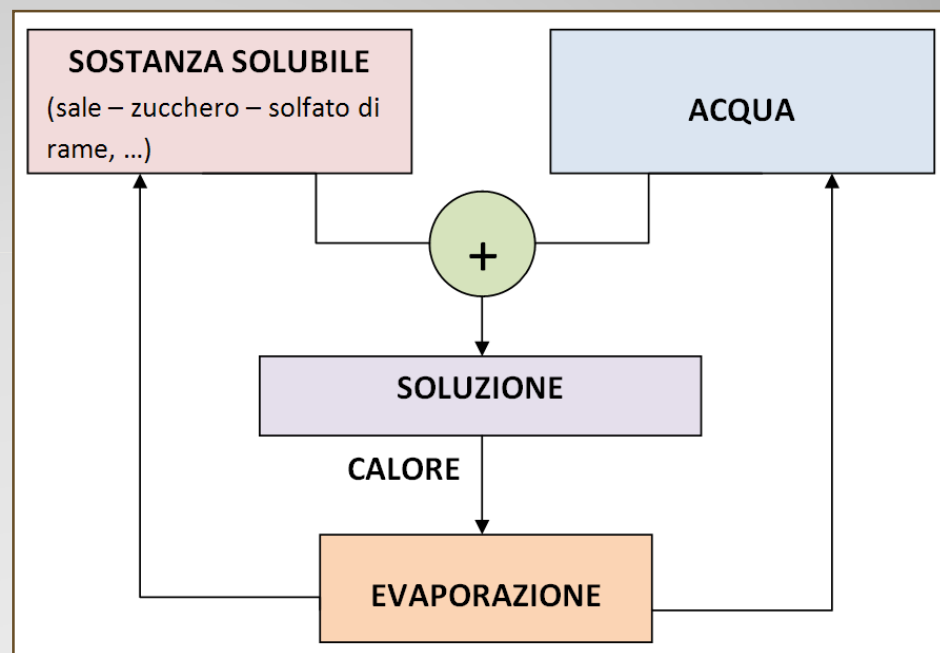 SOSTANZA SOLUBILE
(sale – zucchero – solfato di
rame, ...)
ACQUA
+
SOLUZIONE
CALORE
EVAPORAZIONE